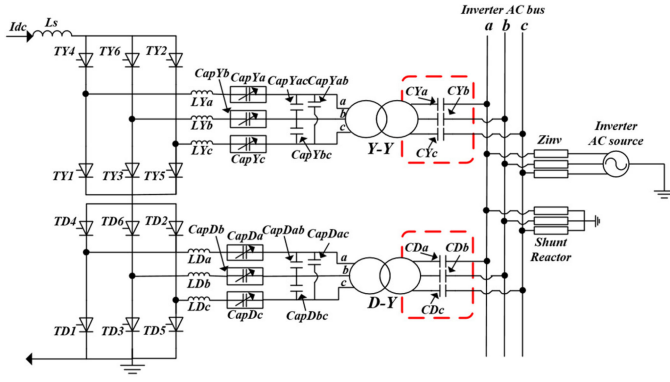 Inverter AC bus
Idc
Ls
a b c
TY4 TY6 TY2
CapYb CapYa CapYac CapYab
LYa
LYb
LYc
CapYc
CapYbc
a
b
c
Y-Y
CYa CYb
CYc
Zinv
Inverter
AC source
TY1 TY3 TY5
TD4 TD6 TD2
CapDb CapDa CapDab CapDac
LDa
LDb
LDc
CapDc
CapDbc
a
b
c
D-Y
CDa CDb
CDc
Shunt
Reactor
TD1 TD3 TD5